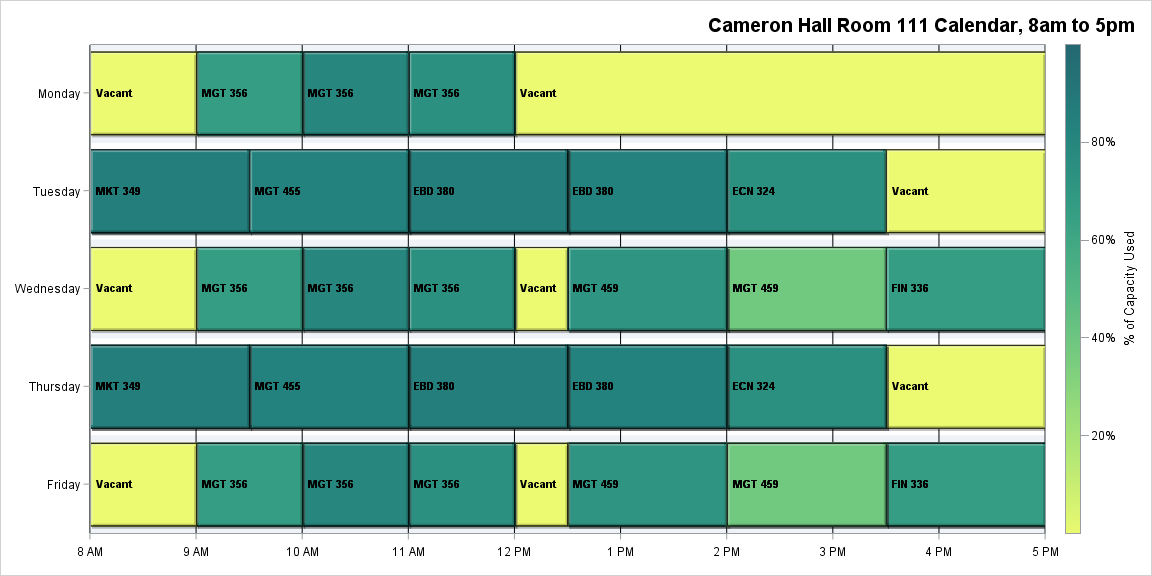 Cameron Hall Room 111 Calendar, 8am to 5pm
Monday
Vacant
MGT 356
MGT 356
MGT 356
Vacant
Tuesday
MKT 349
MGT 455
EBD 380
EBD 380
ECN 324
Vacant
Wednesday
Vacant
MGT 356
MGT 356
MGT 356
Vacant
MGT 459
MGT 459
FIN 336
Thursday
MKT 349
MGT 455
EBD 380
EBD 380
ECN 324
Vacant
Friday
Vacant
MGT 356
MGT 356
MGT 356
Vacant
MGT 459
MGT 459
FIN 336
8 AM
9 AM
10 AM
11 AM
12 PM
1 PM
2 PM
3 PM
4 PM
5 PM
80%
60%
40%
20%
% of Capacity Used